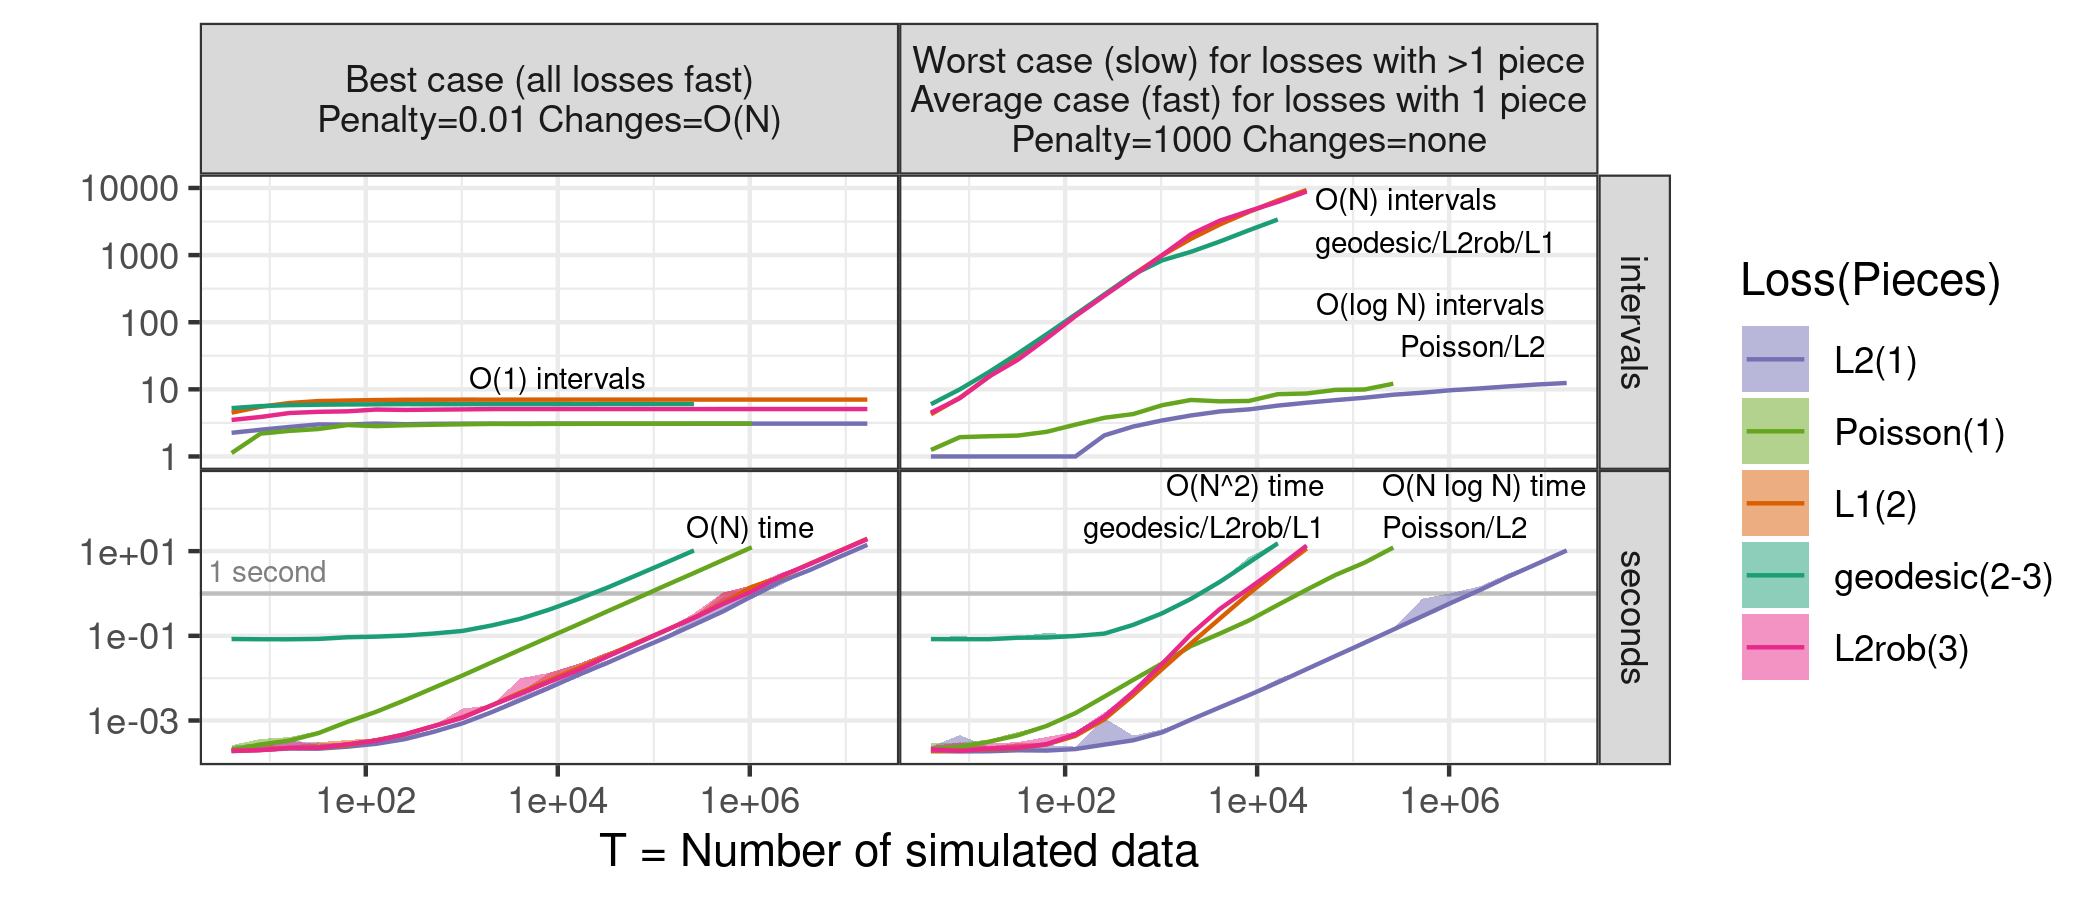 Best case (all losses fast)
Penalty=0.01 Changes=O(N)
Worst case (slow) for losses with >1 piece
Average case (fast) for losses with 1 piece
Penalty=1000 Changes=none
10000
1000
100
10
1
O(1) intervals
O(N) intervals
geodesic/L2rob/L1
O(log N) intervals
Poisson/L2
intervals
1e+01
1e-01
1e-03
1 second
O(N) time
O(N^2) time
geodesic/L2rob/L1
O(N log N) time
Poisson/L2
seconds
1e+02
1e+04
1e+06
1e+02
1e+04
1e+06
T = Number of simulated data
Loss(Pieces)
L2(1)
Poisson(1)
L1(2)
geodesic(2-3)
L2rob(3)